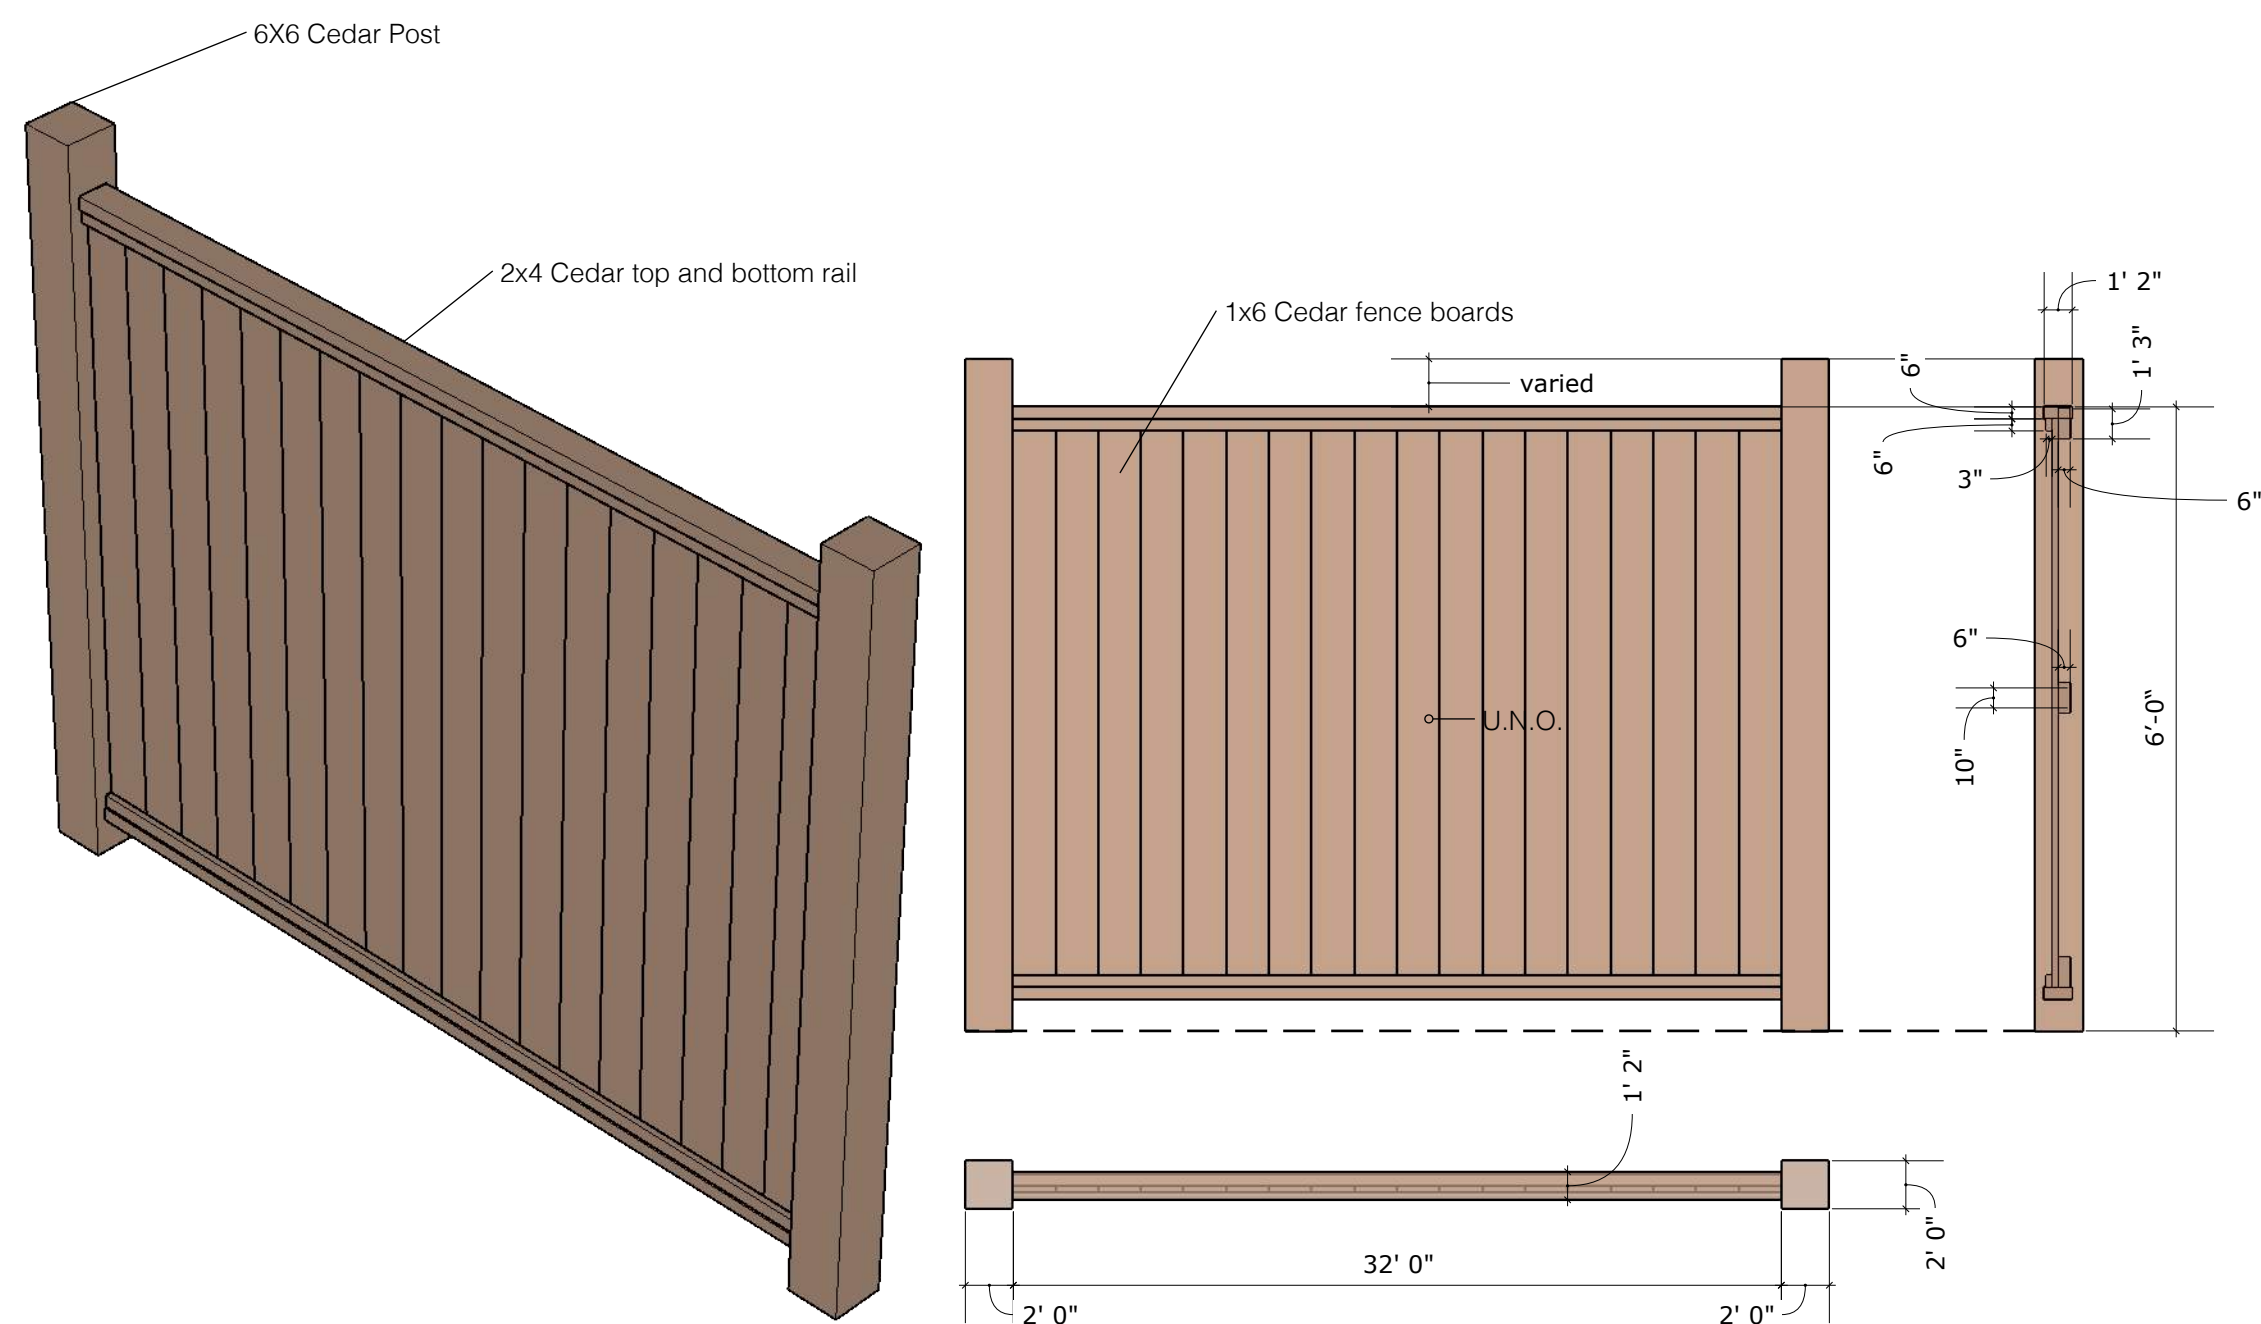 6X6 Cedar Post
2x4 Cedar top and bottom rail
1x6 Cedar fence boards
varied
U.N.O.
1' 2"
1' 3"
6"
6"
3"
6"
6"
10"
6'-0"
1' 2"
2' 0"
32' 0"
2' 0"
2' 0"